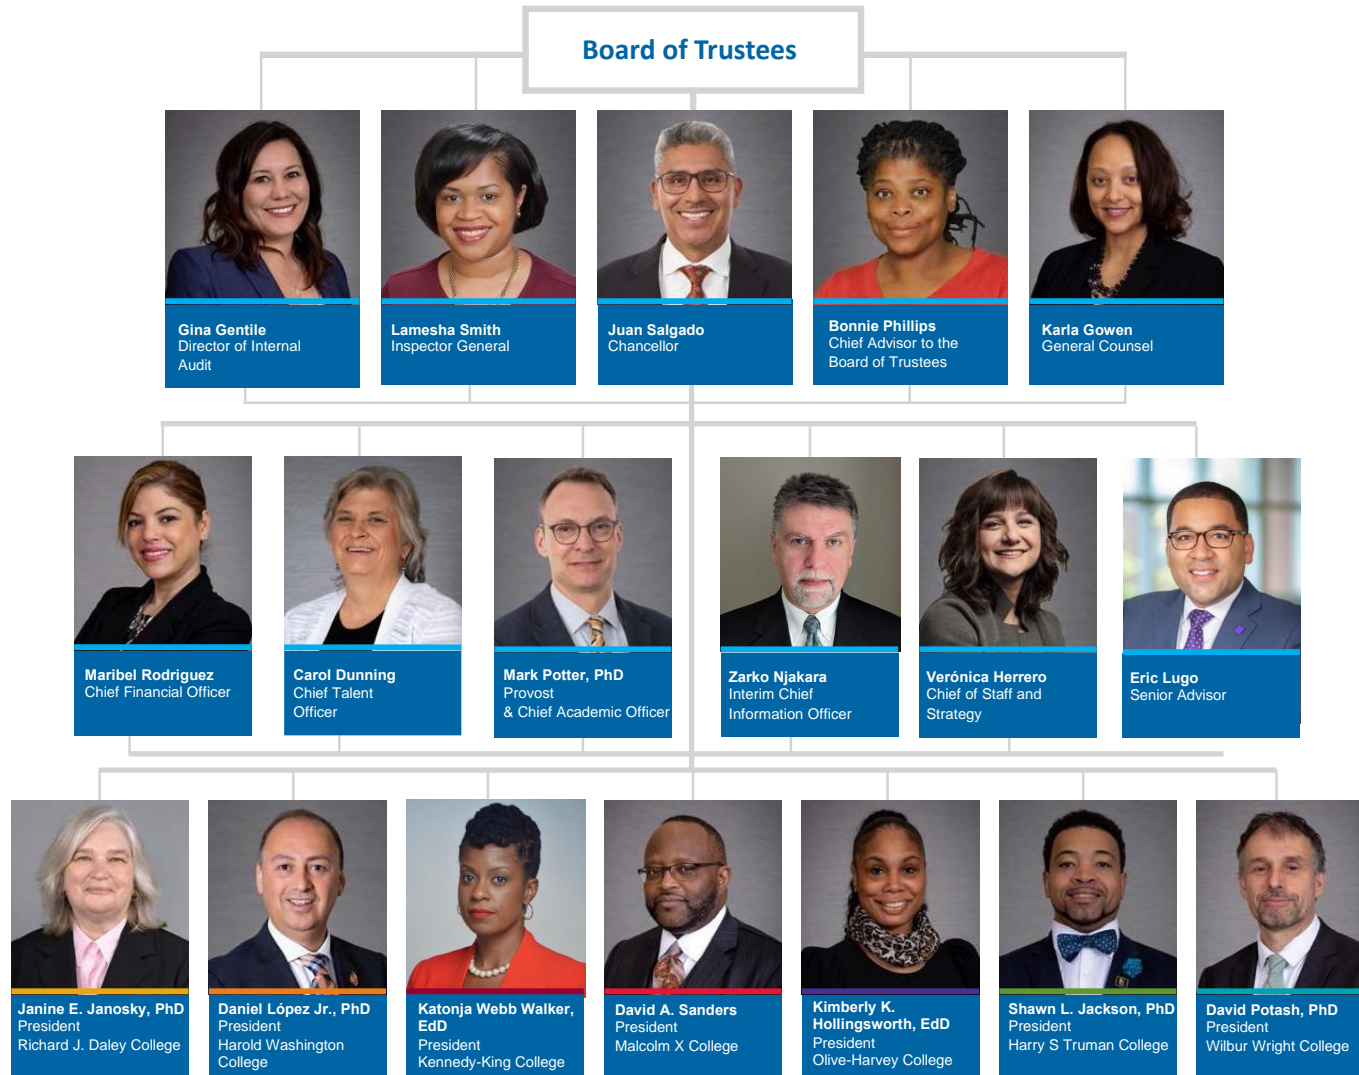 Board of Trustees
Gina Gentile
Director of Internal
Audit
Lamesha Smith
Inspector General
Juan Salgado
Chancellor
Bonnie Phillips
Chief Advisor to the
Board of Trustees
Karla Gowen
General Counsel
Maribel Rodriguez
Chief Financial Officer
Carol Dunning
Chief Talent
Officer
Mark Potter, PhD
Provost
& Chief Academic Officer
Zarko Njakara
Interim Chief
Information Officer
Verónica Herrero
Chief of Staff and
Strategy
Eric Lugo
Senior Advisor
Janine E. Janosky, PhD
President
Richard J. Daley College
Daniel López Jr., PhD
President
Harold Washington
College
Katonja Webb Walker,
EdD
President
Kennedy-King College
David A. Sanders
President
Malcolm X College
Kimberly K.
Hollingsworth, EdD
President
Olive-Harvey College
Shawn L. Jackson, PhD
President
Harry S Truman College
David Potash, PhD
President
Wilbur Wright College